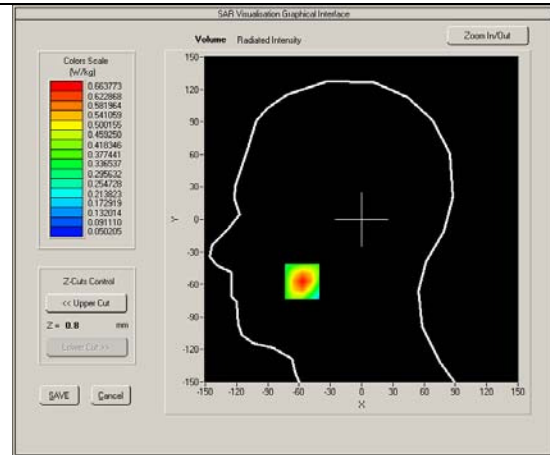 SAR Visualisation Graphical Interface
Volume Radiated Intensity
Zoom In/Out
Colors Scale
(W/kg)
0.663773
0.622868
0.581964
0.541059
0.500155
0.459250
0.418346
0.377441
0.336537
0.295632
0.254728
0.213823
0.172919
0.132014
0.091110
0.050205
Z-Cuts Control
<< Upper Cut
Z = 0.8 mm
Lower Cut >>
SAVE Cancel
150
120
90
60
30
0
-30
-60
-90
-120
-150
Y
-150 -120 -90 -60 -30 0 30 60 90 120 150
X